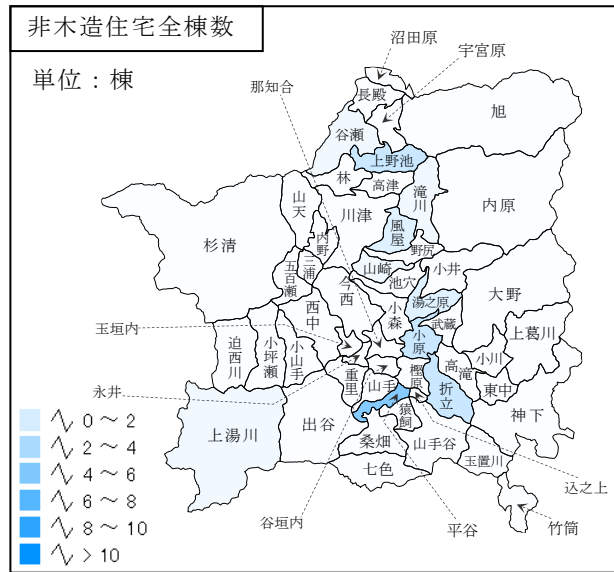 非木造住宅全棟数
単位：棟
沼田原
宇宮原
那知合
長殿
旭
谷瀬
上野池
林
高津
滝川
内原
山天
川津
風屋
杉清
内野
野尻
三浦
五百瀬
山崎
池穴
小井
大野
今西
湯之原
西中
小森
武蔵
上葛川
玉垣内
小原
迫西川
小坪瀬
小山手
高滝
小川
重里
山手
樫原
折立
東中
永井
神下
上湯川
出谷
猿飼
桑畑
山手谷
玉置川
七色
込之上
谷垣内
平谷
竹筒
0～2
2～4
4～6
6～8
8～10
>10